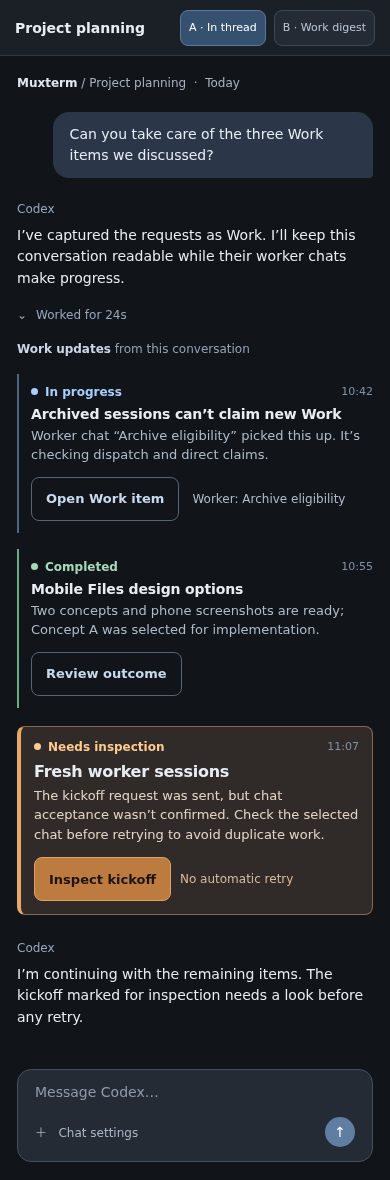 Project planning
A · In thread
B · Work digest
Muxterm / Project planning · Today
Can you take care of the three Work
items we discussed?
Codex
I’ve captured the requests as Work. I’ll keep this
conversation readable while their worker chats
make progress.
Worked for 24s
Work updates from this conversation
In progress 10:42
Archived sessions can’t claim new Work
Worker chat “Archive eligibility” picked this up. It’s
checking dispatch and direct claims.
Open Work item Worker: Archive eligibility
Completed 10:55
Mobile Files design options
Two concepts and phone screenshots are ready;
Concept A was selected for implementation.
Review outcome
Needs inspection 11:07
Fresh worker sessions
The kickoff request was sent, but chat
acceptance wasn’t confirmed. Check the selected
chat before retrying to avoid duplicate work.
Inspect kickoff No automatic retry
Codex
I’m continuing with the remaining items. The
kickoff marked for inspection needs a look before
any retry.
Message Codex…
+ Chat settings ↑